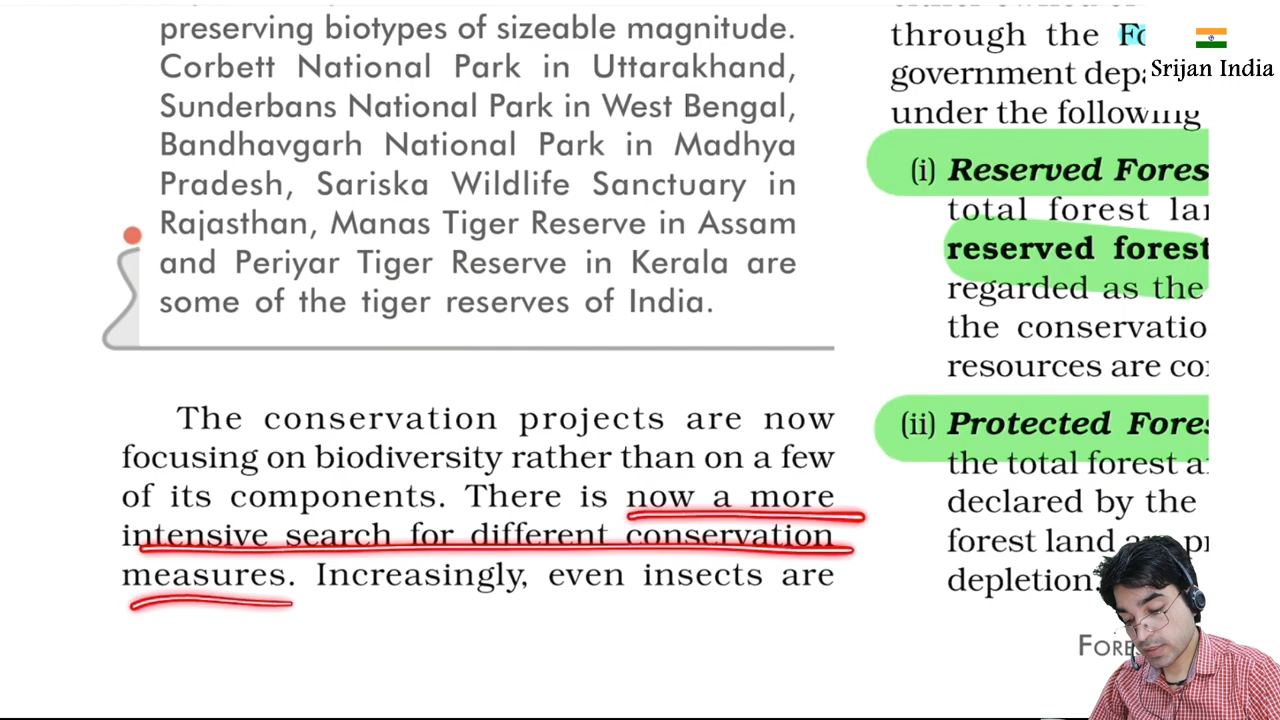 preserving biotypes of sizeable magnitude.
Corbett National Park in Uttarakhand,
Sunderbans National Park in West Bengal,
Bandhavgarh National Park in Madhya
Pradesh, Sariska Wildlife Sanctuary in
Rajasthan, Manas Tiger Reserve in Assam
and Periyar Tiger Reserve in Kerala are
some of the tiger reserves of India.
The conservation projects are now
focusing on biodiversity rather than on a few
of its components. There is now a more
intensive search for different conservation
measures. Increasingly, even insects are
through the
government
under the following
(i) Reserved
total forest
reserved forest
regarded as the
the
resources are
(ii) Protected
the total forest
declared by the
forest land
depletion.
Srijan India